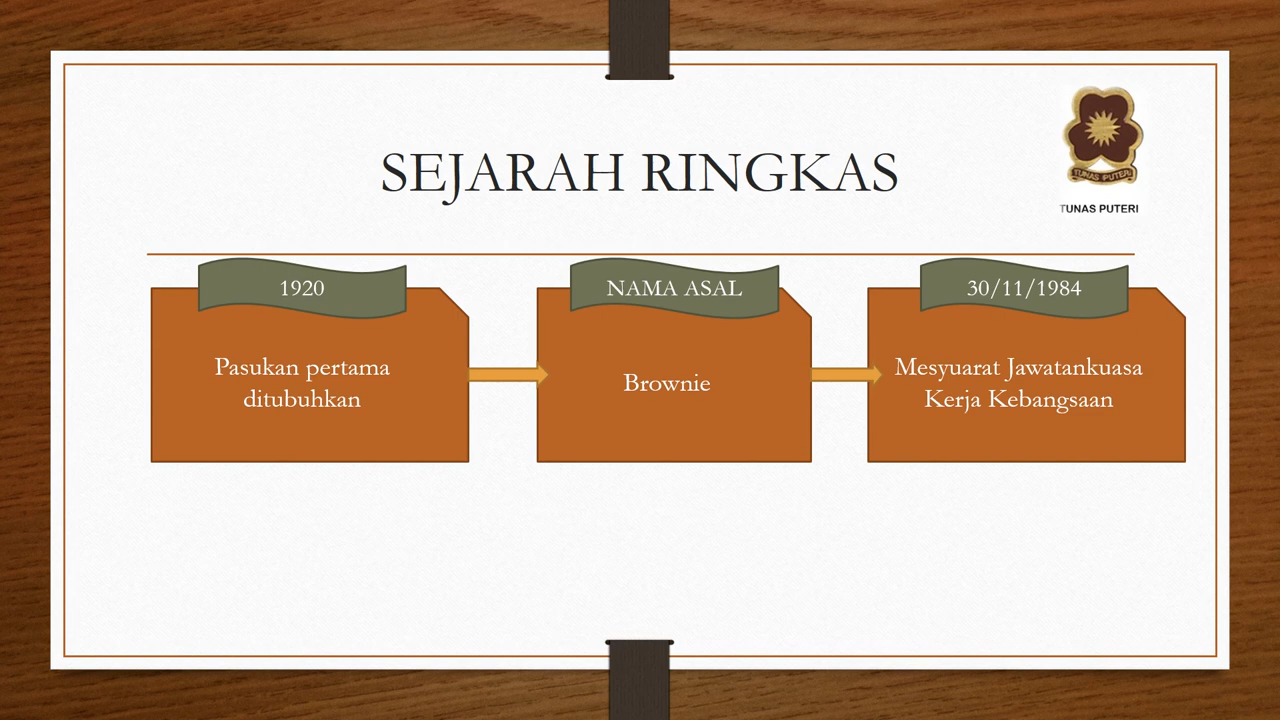 SEJARAH RINGKAS
TUNAS PUTERI
TUNAS PUTERI
1920
Pasukan pertama
ditubuhkan
NAMA ASAL
Brownie
30/11/1984
Mesyuarat Jawatankuasa
Kerja Kebangsaan